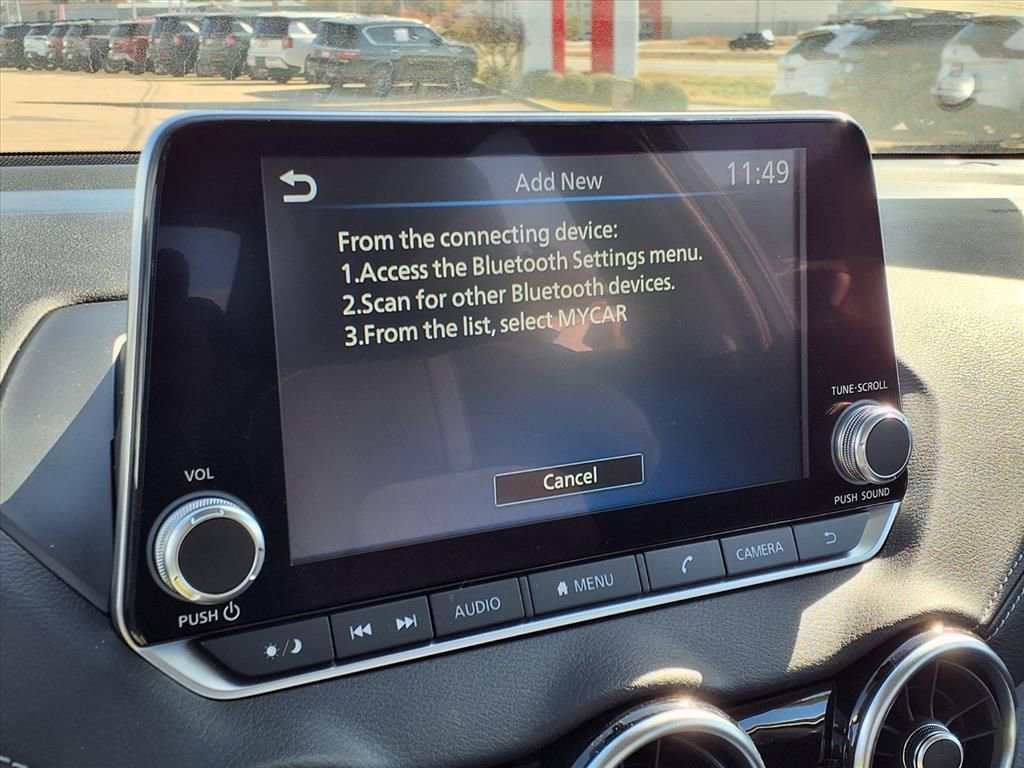 Add New
11:49
From the connecting device:
1.Access the Bluetooth Settings menu.
2.Scan for other Bluetooth devices.
3.From the list, select MYCAR
Cancel
TUNE·SCROLL
PUSH SOUND
VOL
PUSH
AUDIO
MENU
CAMERA